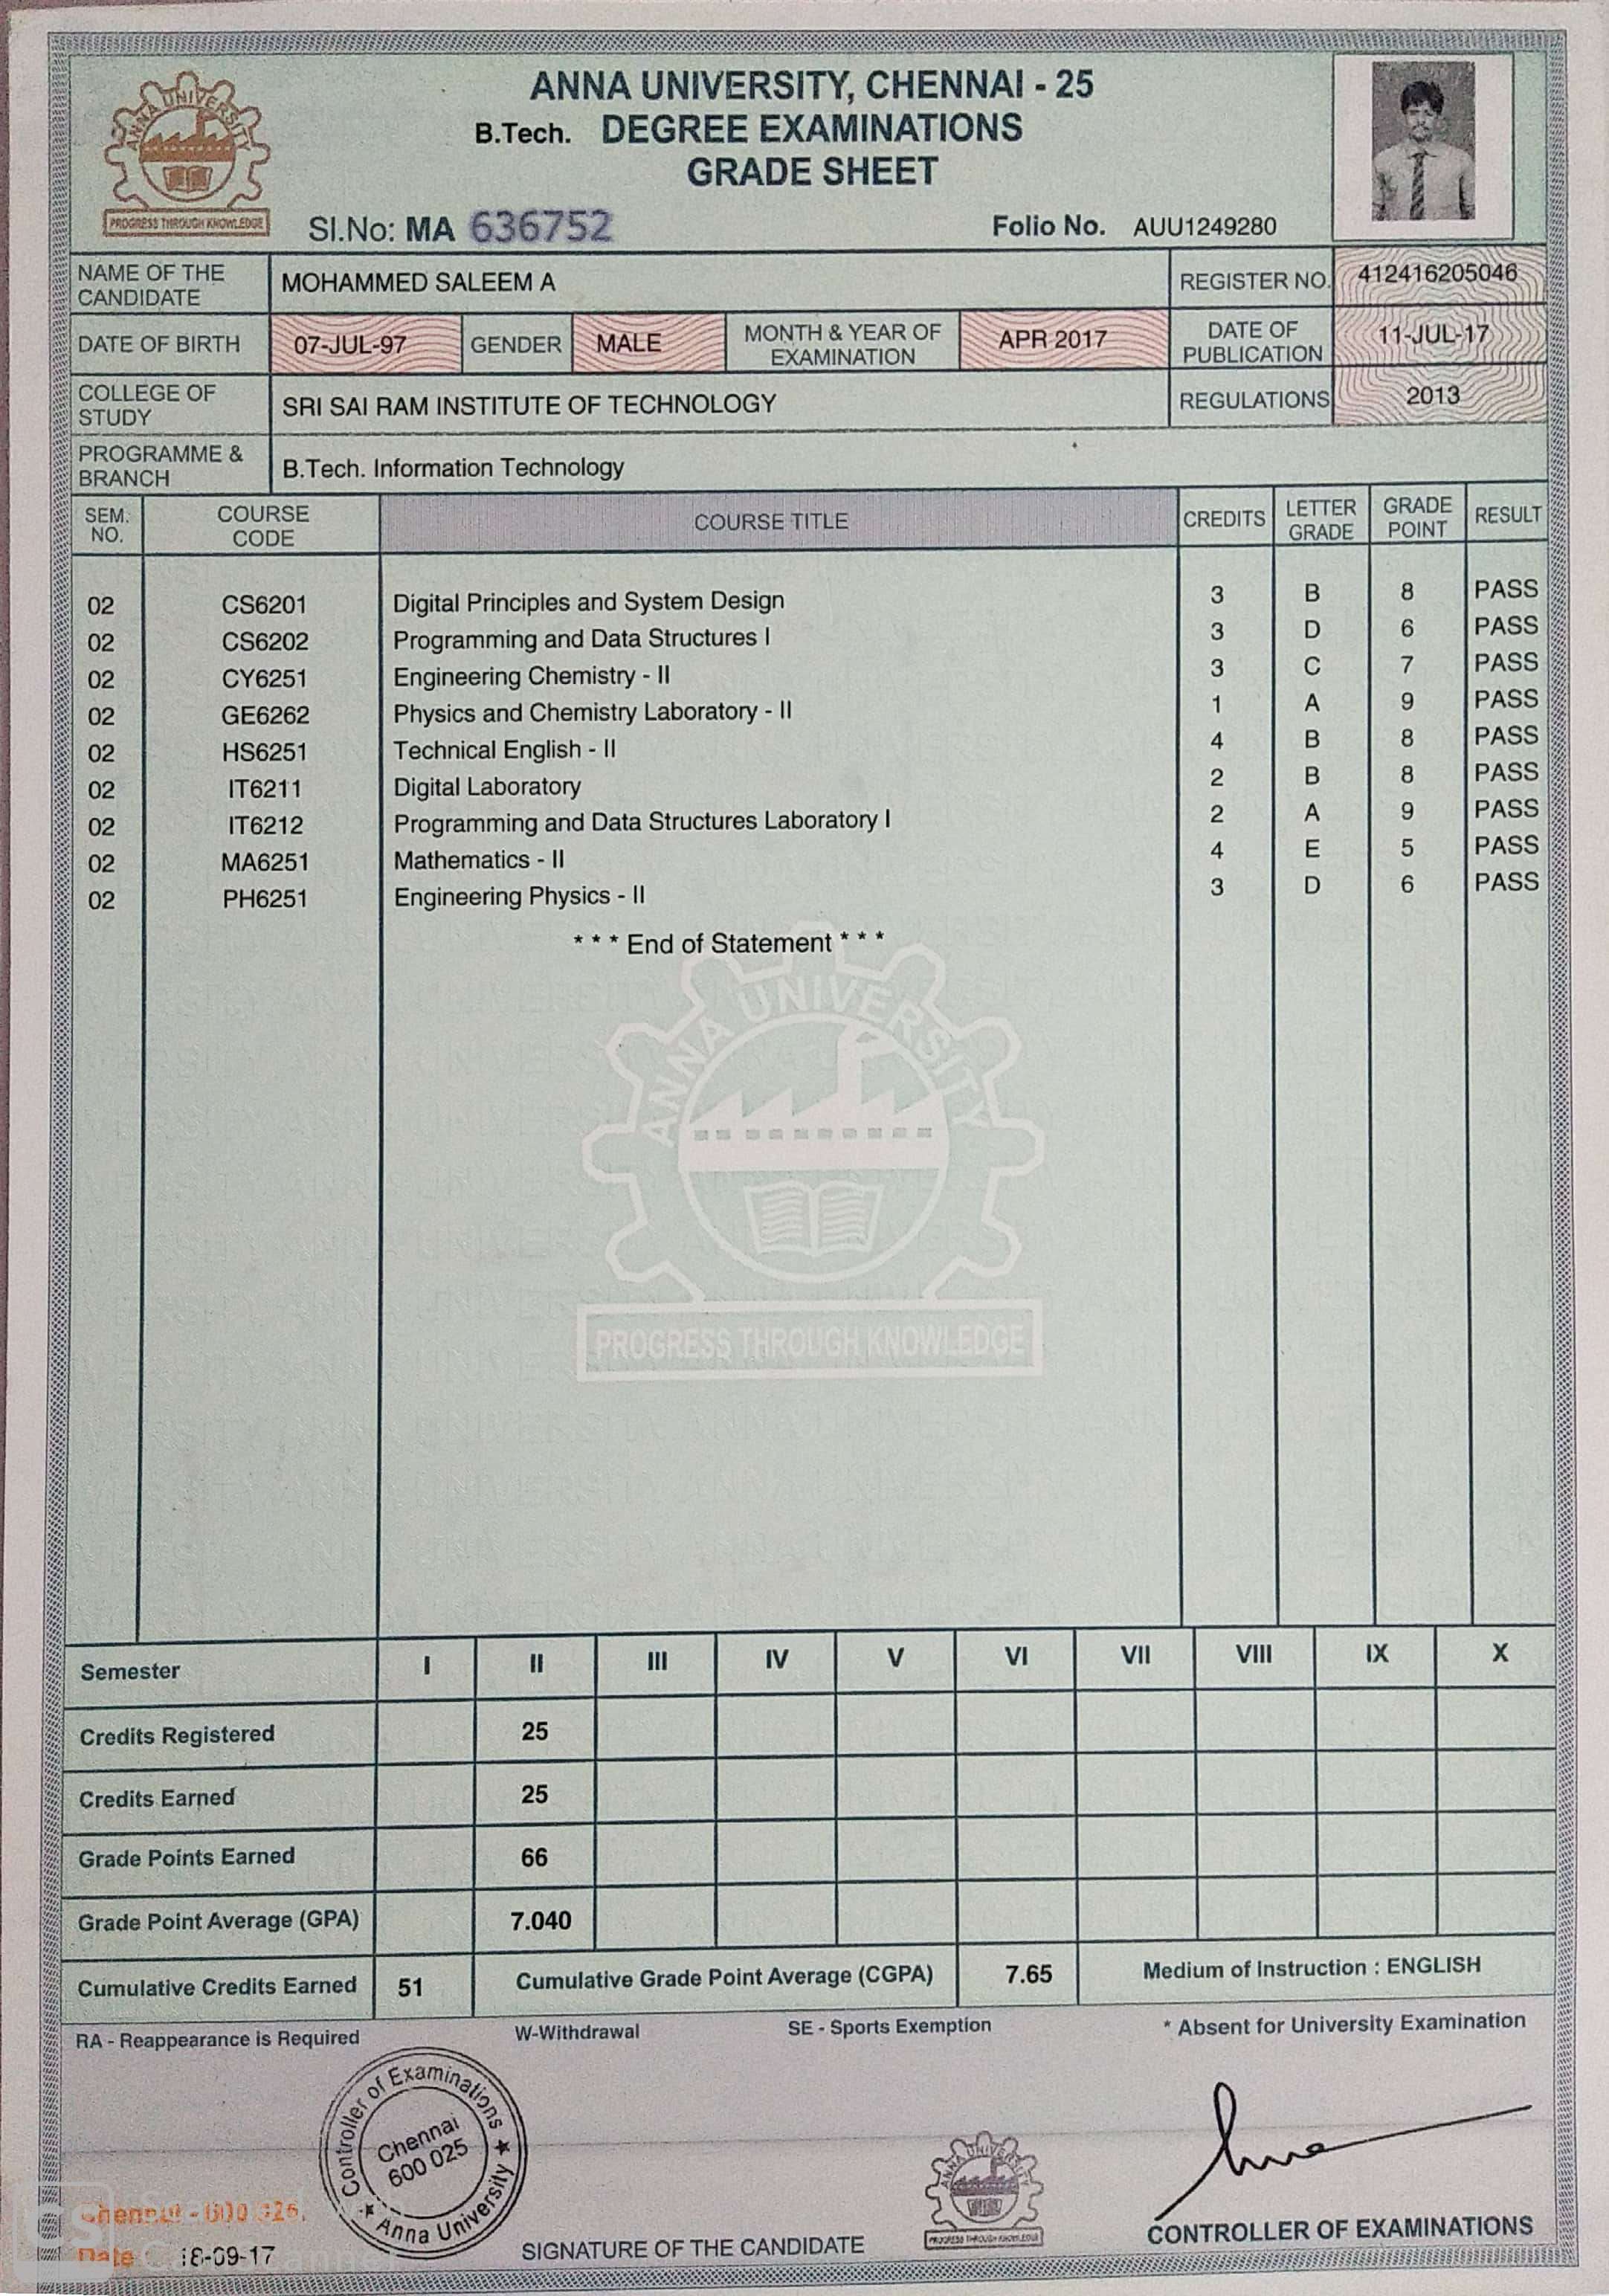 ANNA UNIVERSITY
PROGRESS THROUGH KNOWLEDGE
ANNA UNIVERSITY, CHENNAI - 25
B.Tech. DEGREE EXAMINATIONS
GRADE SHEET
Sl.No: MA 636752 Folio No. AUU1249280
NAME OF THE CANDIDATE MOHAMMED SALEEM A REGISTER NO. 412416205046
DATE OF BIRTH 07-JUL-97 GENDER MALE MONTH & YEAR OF EXAMINATION APR 2017 DATE OF PUBLICATION 11-JUL-17
COLLEGE OF STUDY SRI SAI RAM INSTITUTE OF TECHNOLOGY REGULATIONS 2013
PROGRAMME & BRANCH B.Tech. Information Technology
SEM. NO. COURSE CODE COURSE TITLE CREDITS LETTER GRADE GRADE POINT RESULT
02 CS6201 Digital Principles and System Design 3 B 8 PASS
02 CS6202 Programming and Data Structures I 3 D 6 PASS
02 CY6251 Engineering Chemistry - II 3 C 7 PASS
02 GE6262 Physics and Chemistry Laboratory - II 1 A 9 PASS
02 HS6251 Technical English - II 4 B 8 PASS
02 IT6211 Digital Laboratory 2 B 8 PASS
02 IT6212 Programming and Data Structures Laboratory I 2 A 9 PASS
02 MA6251 Mathematics - II 4 E 5 PASS
02 PH6251 Engineering Physics - II 3 D 6 PASS
* * * End of Statement * * *
ANNA UNIVERSITY
PROGRESS THROUGH KNOWLEDGE
Semester I II III IV V VI VII VIII IX X
Credits Registered 25
Credits Earned 25
Grade Points Earned 66
Grade Point Average (GPA) 7.040
Cumulative Credits Earned 51 Cumulative Grade Point Average (CGPA) 7.65 Medium of Instruction : ENGLISH
RA - Reappearance is Required W-Withdrawal SE - Sports Exemption * Absent for University Examination
Controller of Examinations
Chennai
600 025
Anna University
ANNA UNIVERSITY
PROGRESS THROUGH KNOWLEDGE
Date 18-09-17
SIGNATURE OF THE CANDIDATE
CONTROLLER OF EXAMINATIONS
CS